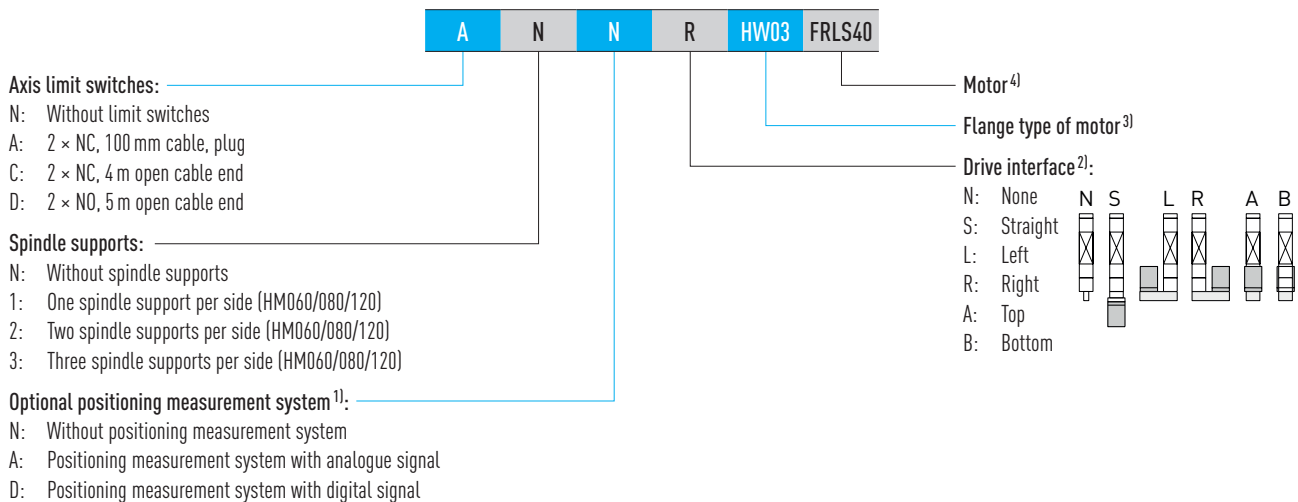 A N N R HW03 FRLS40
Axis limit switches:
N: Without limit switches
A: 2 × NC, 100 mm cable, plug
C: 2 × NC, 4 m open cable end
D: 2 × NO, 5 m open cable end
Spindle supports:
N: Without spindle supports
1: One spindle support per side (HM060/080/120)
2: Two spindle supports per side (HM060/080/120)
3: Three spindle supports per side (HM060/080/120)
Optional positioning measurement system 1):
N: Without positioning measurement system
A: Positioning measurement system with analogue signal
D: Positioning measurement system with digital signal
Motor 4)
Flange type of motor 3)
Drive interface 2):
N: None
S: Straight
L: Left
R: Right
A: Top
B: Bottom
N S L R A B